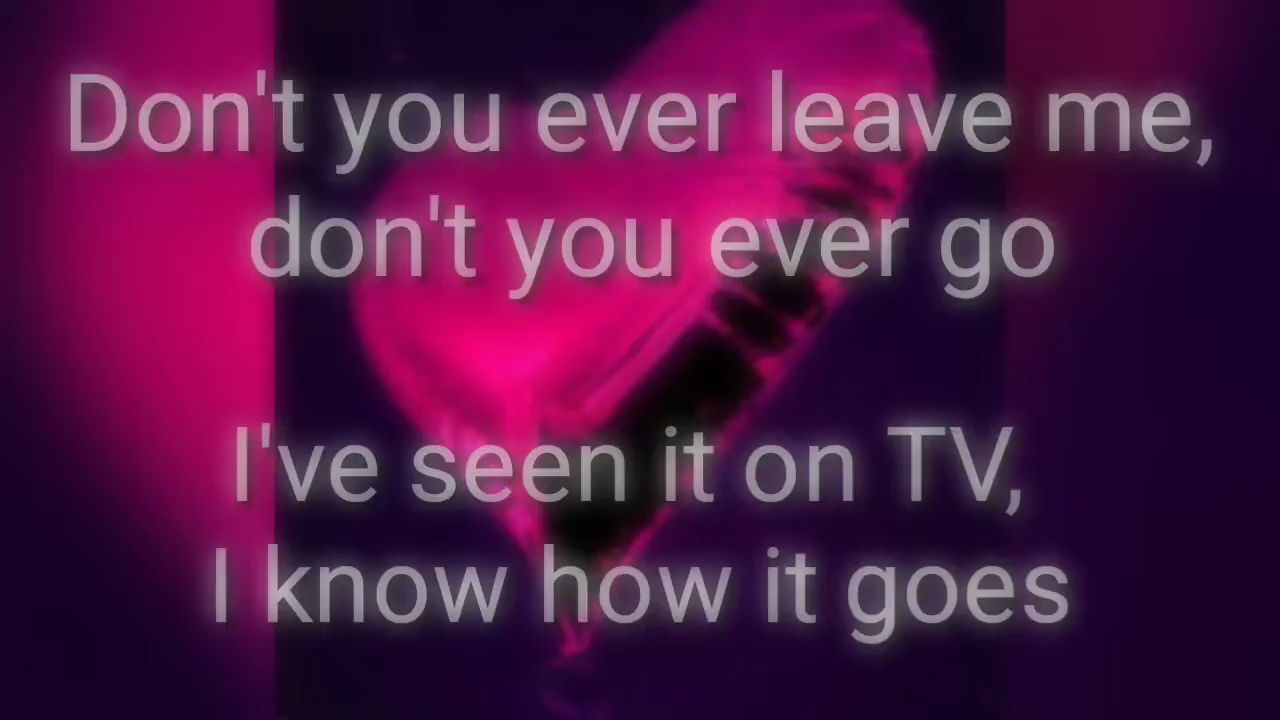 Don't you ever leave me,
don't you ever go
I've seen it on TV,
I know how it goes